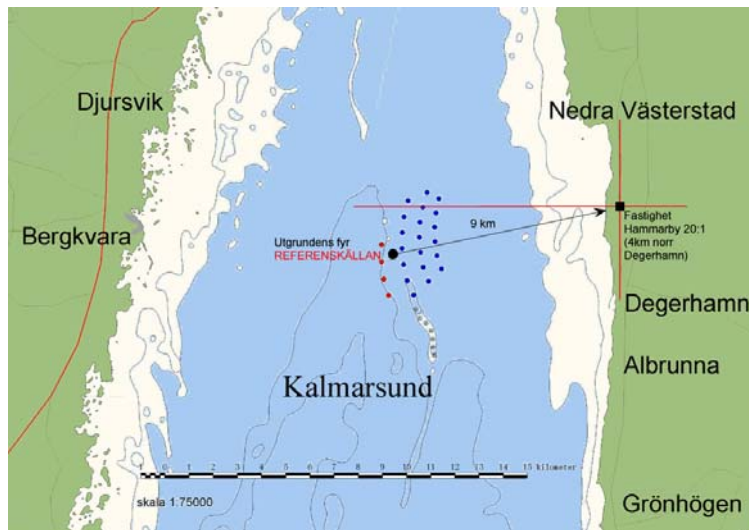 Djursvik
Nedra Västerstad
9 km
Fastighet
Hammarby 20:1
(4km norr
Degerhamn)
Bergkvara
Utgrundens fyr
REFERENSKÄLLAN
Degerhamn
Albrunna
Kalmarsund
1 0 1 2 3 4 5 6 7 8 9 10 11 12 13 14 15 kilometer
skala 1:75000
Grönhögen